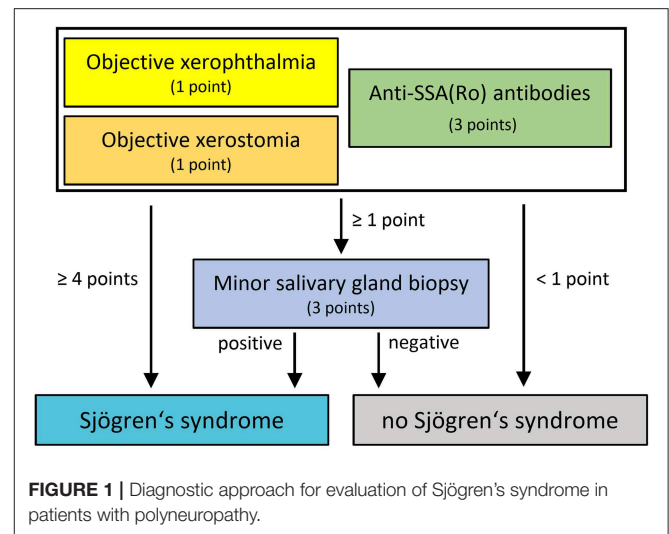 Objective xerophthalmia
(1 point)
Anti-SSA(Ro) antibodies
(3 points)
Objective xerostomia
(1 point)
≥ 4 points
≥ 1 point
< 1 point
Minor salivary gland biopsy
(3 points)
positive
negative
Sjögren‘s syndrome
no Sjögren‘s syndrome
FIGURE 1 | Diagnostic approach for evaluation of Sjögren’s syndrome in
patients with polyneuropathy.